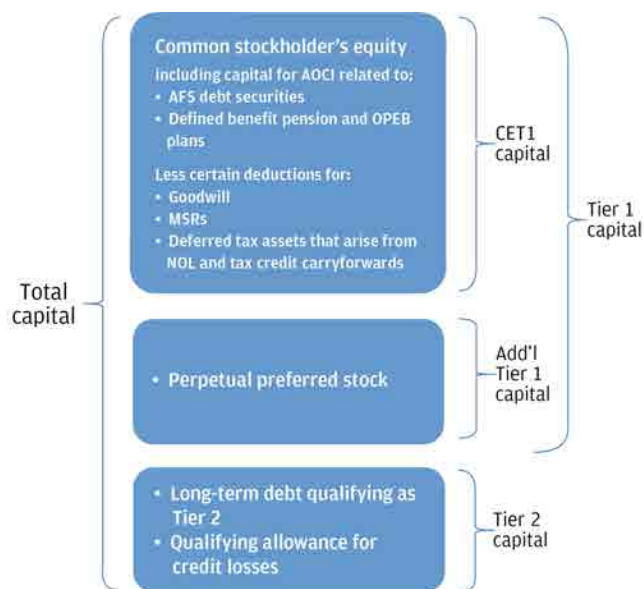 Common stockholder's equity
including capital for AOCI related to:
• AFS debt securities
• Defined benefit pension and OPEB
plans
Less certain deductions for:
• Goodwill
• MSRs
• Deferred tax assets that arise from
NOL and tax credit carryforwards
CET1
capital
Tier 1
capital
Total
capital
• Perpetual preferred stock
Add'l
Tier 1
capital
• Long-term debt qualifying as
Tier 2
• Qualifying allowance for
credit losses
Tier 2
capital